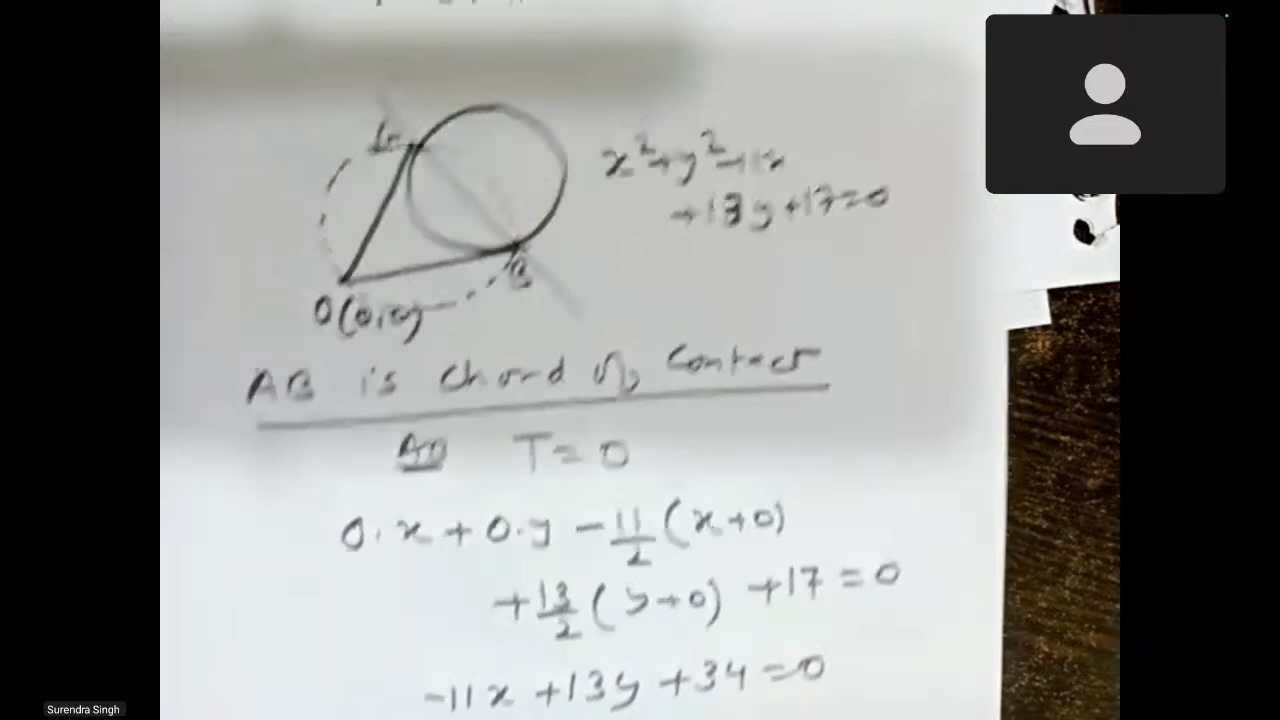 x²+y²-11x
+13y+17=0
B
O(0,0)
AB is chord of contact
AB T=0
0.x+0.y-11/2(x+0)
+13/2(y+0)+17=0
-11x+13y+34=0
Surendra Singh